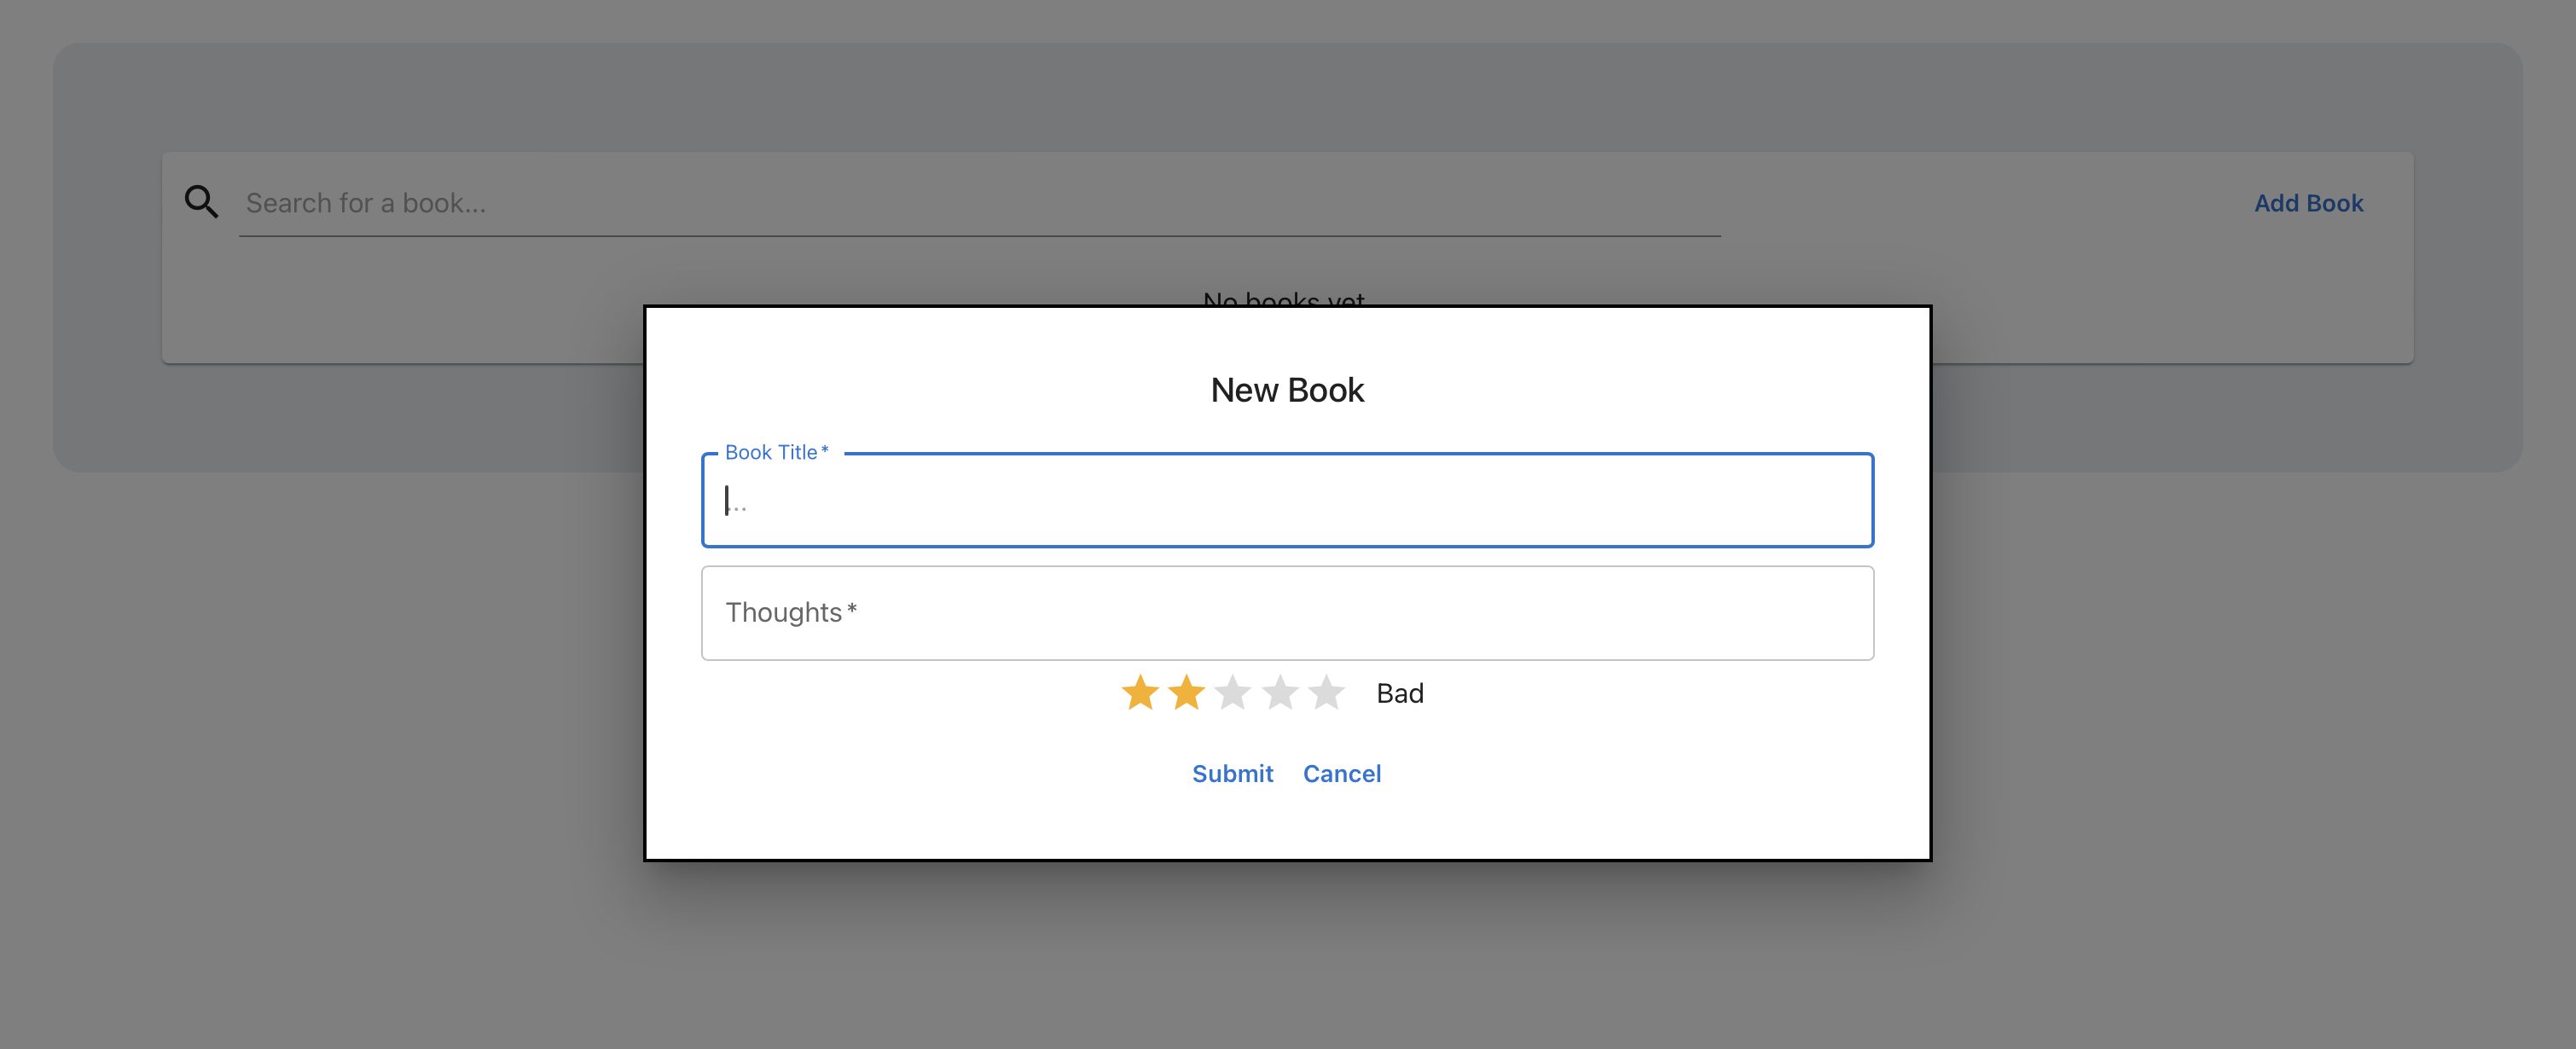 Search for a book...
Add Book
No books yet
New Book
Book Title *
...
Thoughts *
Bad
Submit Cancel